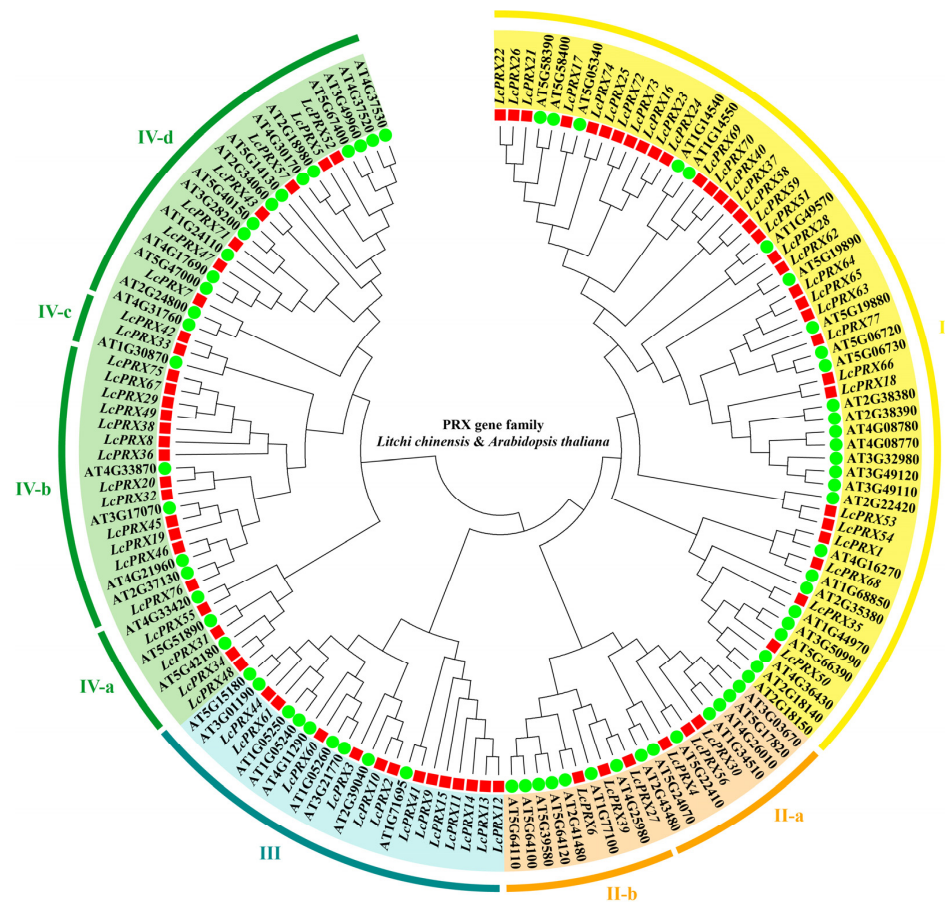 LcPRX22
LcPRX26
LcPRX21
AT5G58390
AT5G58400
LcPRX17
AT5G05340
LcPRX74
LcPRX25
LcPRX72
LcPRX73
LcPRX16
LcPRX23
LcPRX24
AT1G14540
AT1G14550
LcPRX69
LcPRX70
LcPRX40
LcPRX37
LcPRX58
LcPRX59
LcPRX51
AT1G49570
LcPRX28
LcPRX62
AT5G19890
LcPRX64
LcPRX65
LcPRX63
AT5G19880
LcPRX77
AT5G06720
AT5G06730
LcPRX66
LcPRX18
AT2G38380
AT2G38390
AT4G08780
AT4G08770
AT3G32980
AT3G49120
AT3G49110
AT2G22420
LcPRX53
LcPRX54
LcPRX1
AT4G16270
LcPRX68
AT1G68850
AT2G35380
LcPRX35
AT1G44970
AT3G50990
AT5G66390
LcPRX50
AT4G36430
AT2G18140
AT2G18150
AT3G03670
AT5G17820
AT4G26010
AT1G34510
LcPRX30
LcPRX56
AT5G22410
LcPRX4
AT5G24070
AT2G43480
LcPRX27
AT4G25980
LcPRX39
AT1G77100
LcPRX6
AT2G41480
AT5G64120
AT5G39580
AT5G64100
AT5G64110
LcPRX12
LcPRX13
LcPRX14
LcPRX11
LcPRX15
LcPRX9
LcPRX41
AT1G71695
LcPRX2
LcPRX10
AT2G39040
LcPRX3
AT3G21770
AT1G05260
LcPRX60
AT4G11290
AT1G05240
AT1G05250
LcPRX61
LcPRX44
AT3G01190
AT5G15180
LcPRX48
LcPRX34
AT5G42180
LcPRX31
AT5G51890
LcPRX55
AT4G33420
LcPRX76
AT2G37130
AT4G21960
LcPRX46
LcPRX19
LcPRX45
AT3G17070
LcPRX32
LcPRX20
AT4G33870
LcPRX36
LcPRX8
LcPRX38
LcPRX49
LcPRX29
LcPRX67
LcPRX75
AT1G30870
LcPRX33
LcPRX42
AT4G31760
AT2G24800
LcPRX7
AT5G47000
AT4G17690
LcPRX47
AT1G24110
LcPRX71
AT3G28200
AT5G40150
LcPRX43
AT2G34060
AT5G14130
AT4G30170
AT2G18980
LcPRX5
LcPRX52
AT5G67400
AT3G49960
AT4G37520
AT4G37530
PRX gene family
Litchi chinensis & Arabidopsis thaliana
II-a
II-b
III
IV-a
IV-b
IV-c
IV-d